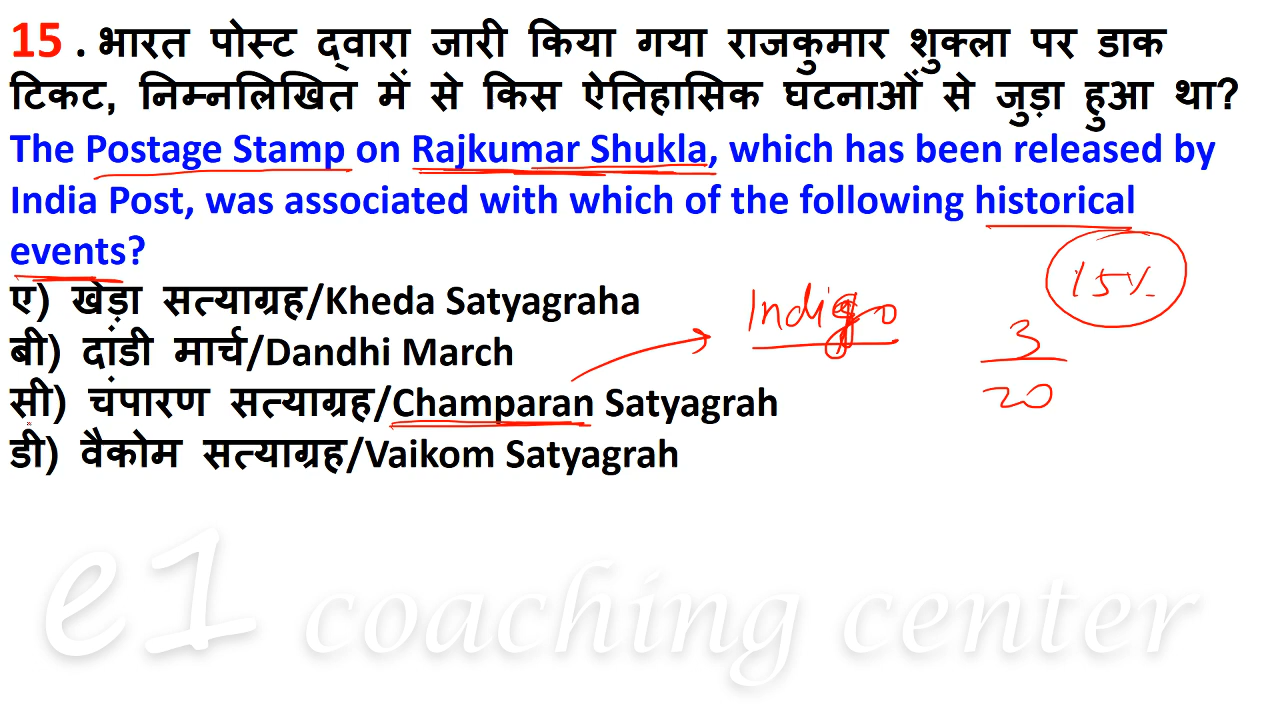 15 . भारत पोस्ट द्वारा जारी किया गया राजकुमार शुक्ला पर डाक
टिकट, निम्नलिखित में से किस ऐतिहासिक घटनाओं से जुड़ा हुआ था?
The Postage Stamp on Rajkumar Shukla, which has been released by
India Post, was associated with which of the following historical
events?
15%
ए) खेड़ा सत्याग्रह/Kheda Satyagraha
Indigo
बी) दांडी मार्च/Dandhi March
3
20
सी) चंपारण सत्याग्रह/Champaran Satyagrah
डी) वैकोम सत्याग्रह/Vaikom Satyagrah
e1 coaching center